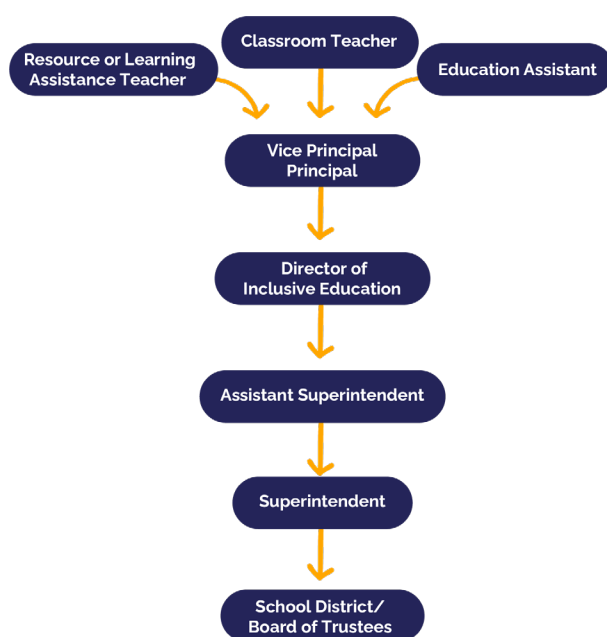 Classroom Teacher
Resource or Learning
Assistance Teacher
Education Assistant
Vice Principal
Principal
Director of
Inclusive Education
Assistant Superintendent
Superintendent
School District/
Board of Trustees